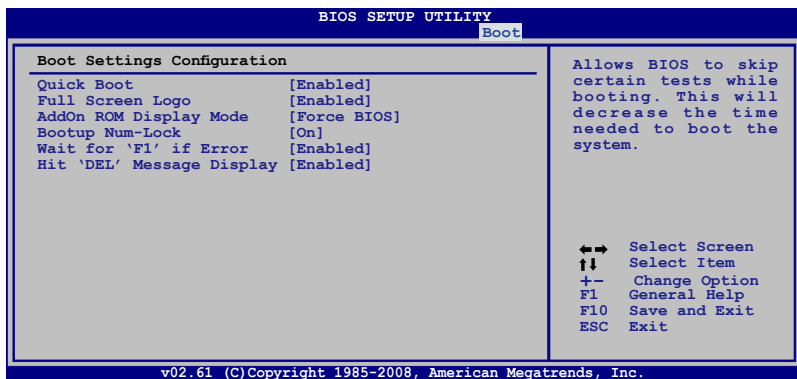 BIOS SETUP UTILITY
Boot
Boot Settings Configuration
Quick Boot [Enabled]
Full Screen Logo [Enabled]
AddOn ROM Display Mode [Force BIOS]
Bootup Num-Lock [On]
Wait for ‘F1’ if Error [Enabled]
Hit ‘DEL’ Message Display [Enabled]
Allows BIOS to skip
certain tests while
booting. This will
decrease the time
needed to boot the
system.
←→ Select Screen
↑↓ Select Item
+- Change Option
F1 General Help
F10 Save and Exit
ESC Exit
v02.61 (C)Copyright 1985-2008, American Megatrends, Inc.